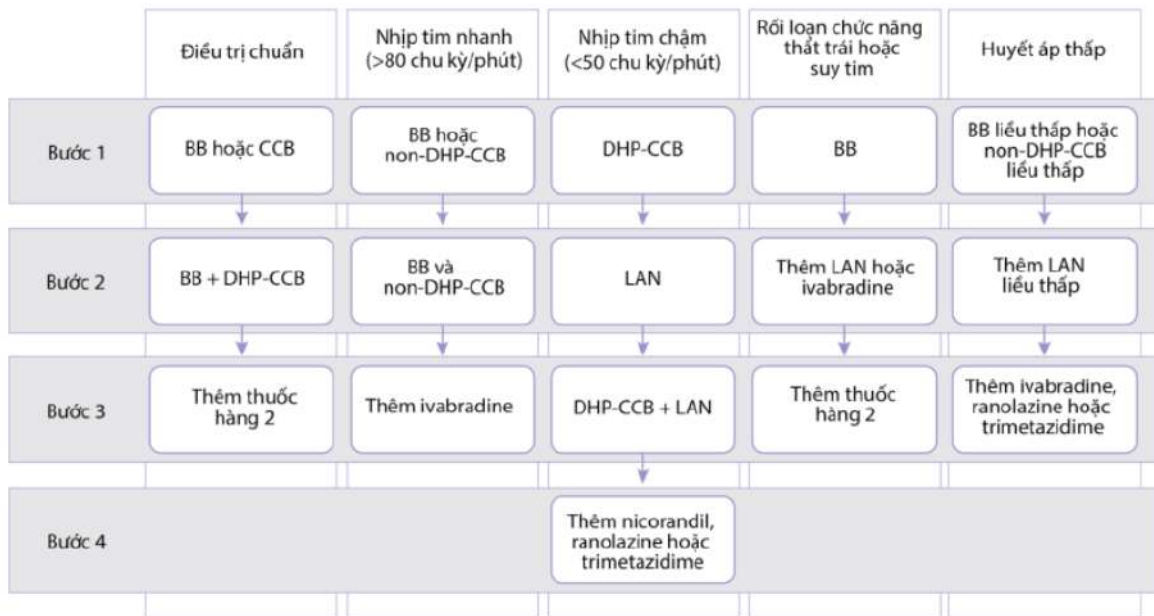 Điều trị chuẩn
Nhịp tim nhanh
(>80 chu kỳ/phút)
Nhịp tim chậm
(<50 chu kỳ/phút)
Rối loạn chức năng
thất trái hoặc
suy tim
Huyết áp thấp
Bước 1
BB hoặc CCB
BB hoặc
non-DHP-CCB
DHP-CCB
BB
BB liều thấp hoặc
non-DHP-CCB
liều thấp
Bước 2
BB + DHP-CCB
BB và
non-DHP-CCB
LAN
Thêm LAN hoặc
ivabradine
Thêm LAN
liều thấp
Bước 3
Thêm thuốc
hàng 2
Thêm ivabradine
DHP-CCB + LAN
Thêm thuốc
hàng 2
Thêm ivabradine,
ranolazine hoặc
trimetazidime
Bước 4
Thêm nicorandil,
ranolazine hoặc
trimetazidime